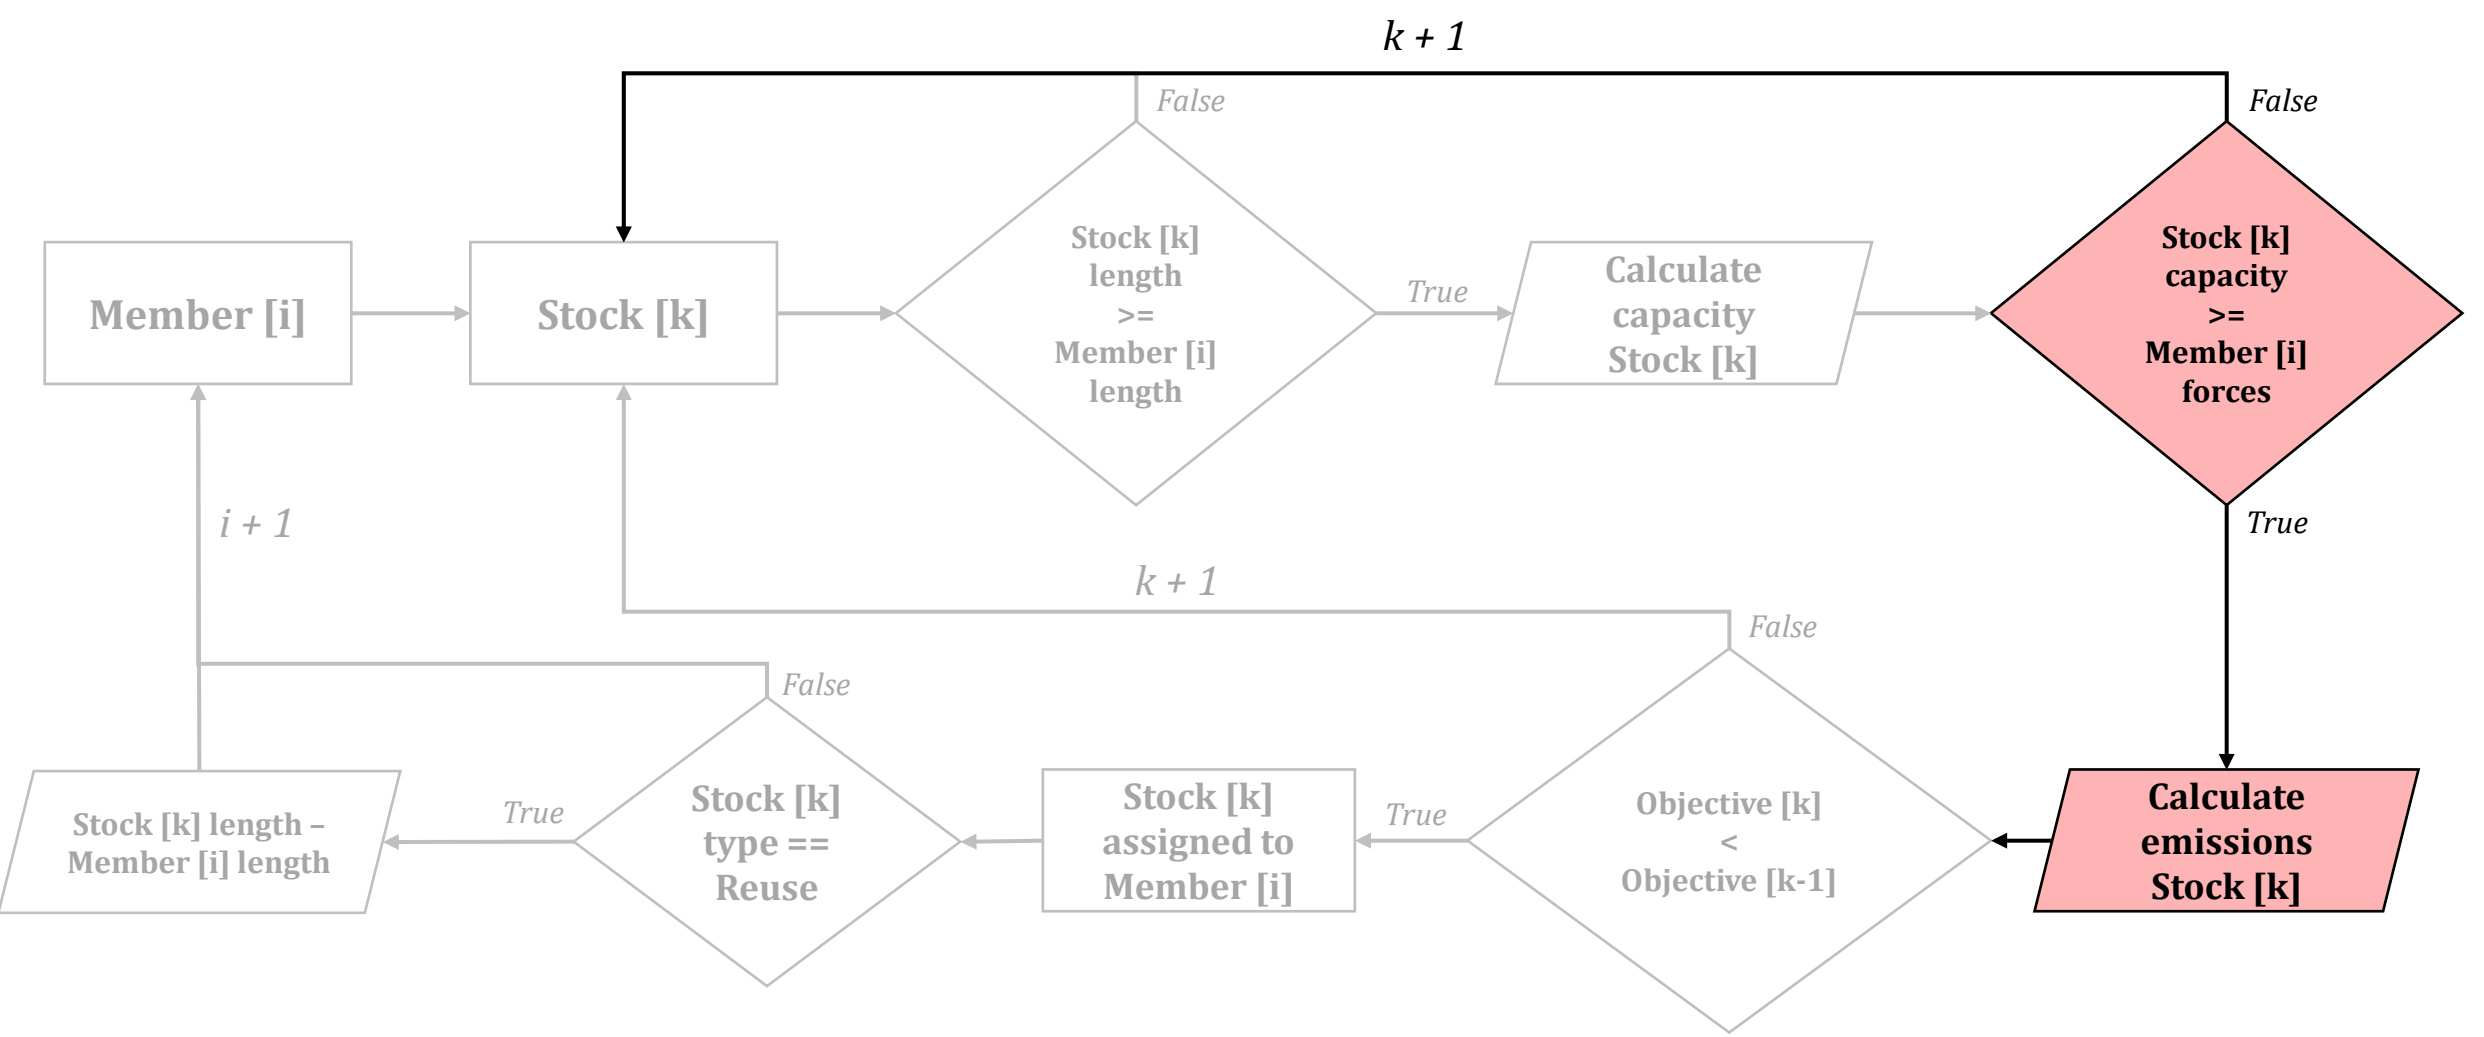 k + 1
False
False
Member [i]
Stock [k]
Stock [k]
length
>=
Member [i]
length
True
Calculate
capacity
Stock [k]
Stock [k]
capacity
>=
Member [i]
forces
i + 1
True
k + 1
False
False
Stock [k] length –
Member [i] length
True
Stock [k]
type ==
Reuse
Stock [k]
assigned to
Member [i]
True
Objective [k]
<
Objective [k-1]
Calculate
emissions
Stock [k]